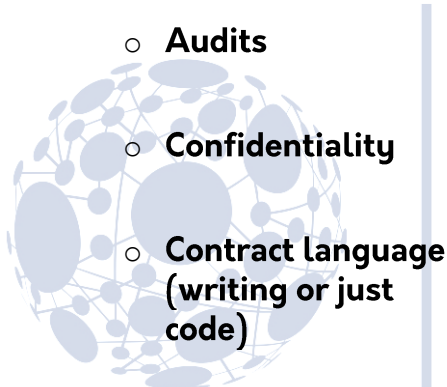 ○ Audits
○ Confidentiality
○ Contract language
(writing or just
code)